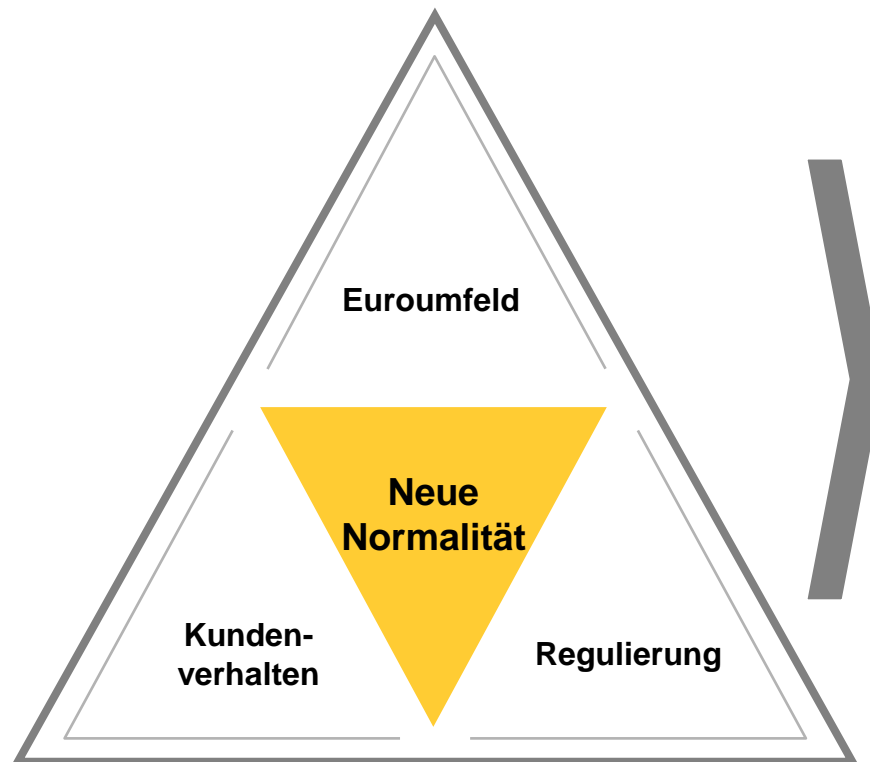 Euroumfeld
Neue
Normalität
Kunden-
verhalten
Regulierung